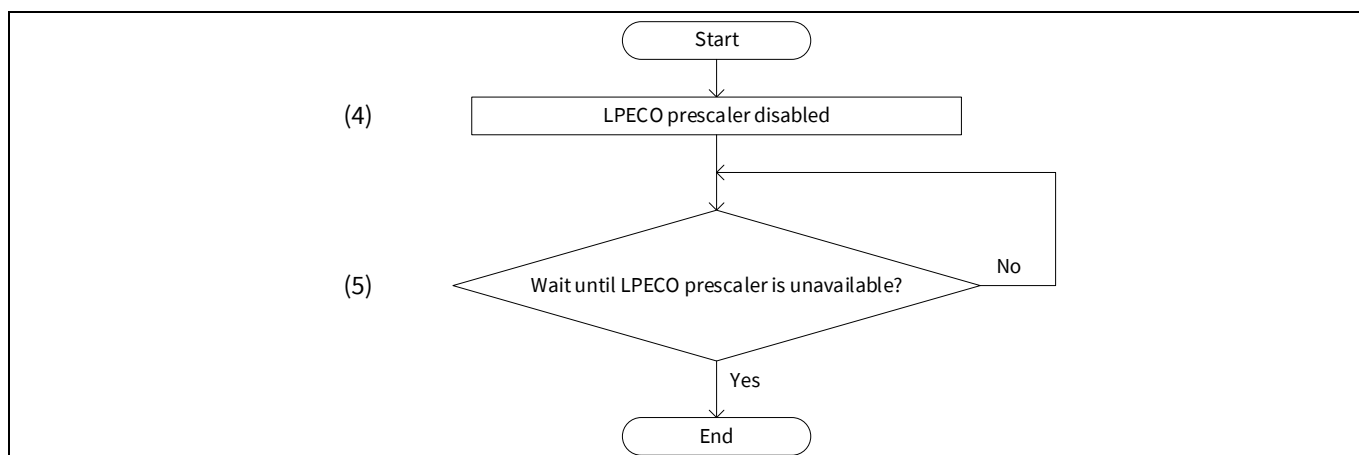 Start
(4)
LPECO prescaler disabled
(5)
Wait until LPECO prescaler is unavailable?
No
Yes
End